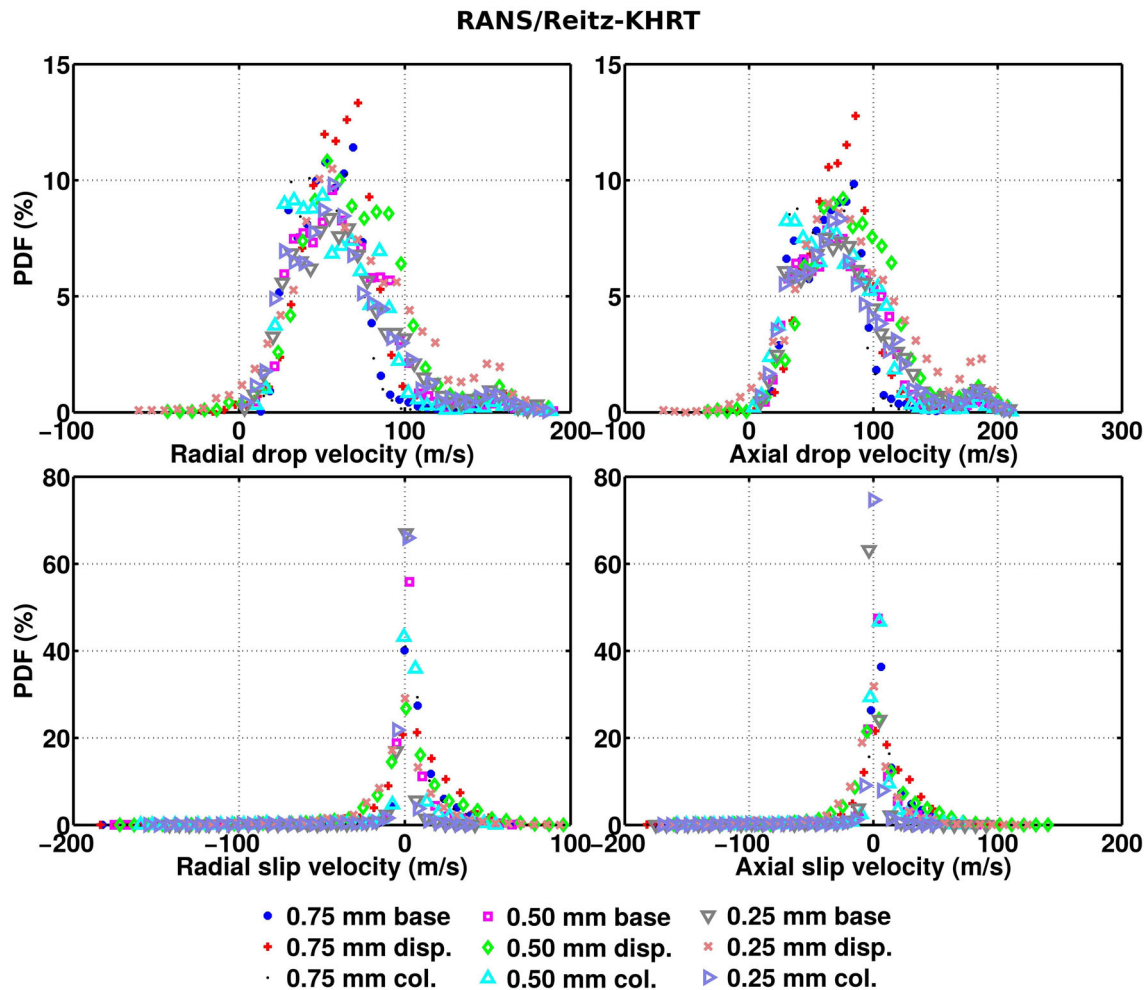 RANS/Reitz-KHRT
15 15
10 10
5 5
0 0
PDF (%)
−100 0 100 200 −100 0 100 200 300
Radial drop velocity (m/s) Axial drop velocity (m/s)
80 80
60 60
40 40
20 20
0 0
PDF (%)
−200 −100 0 100 −200 −100 0 100 200
Radial slip velocity (m/s) Axial slip velocity (m/s)
0.75 mm base 0.50 mm base 0.25 mm base
0.75 mm disp. 0.50 mm disp. 0.25 mm disp.
0.75 mm col. 0.50 mm col. 0.25 mm col.